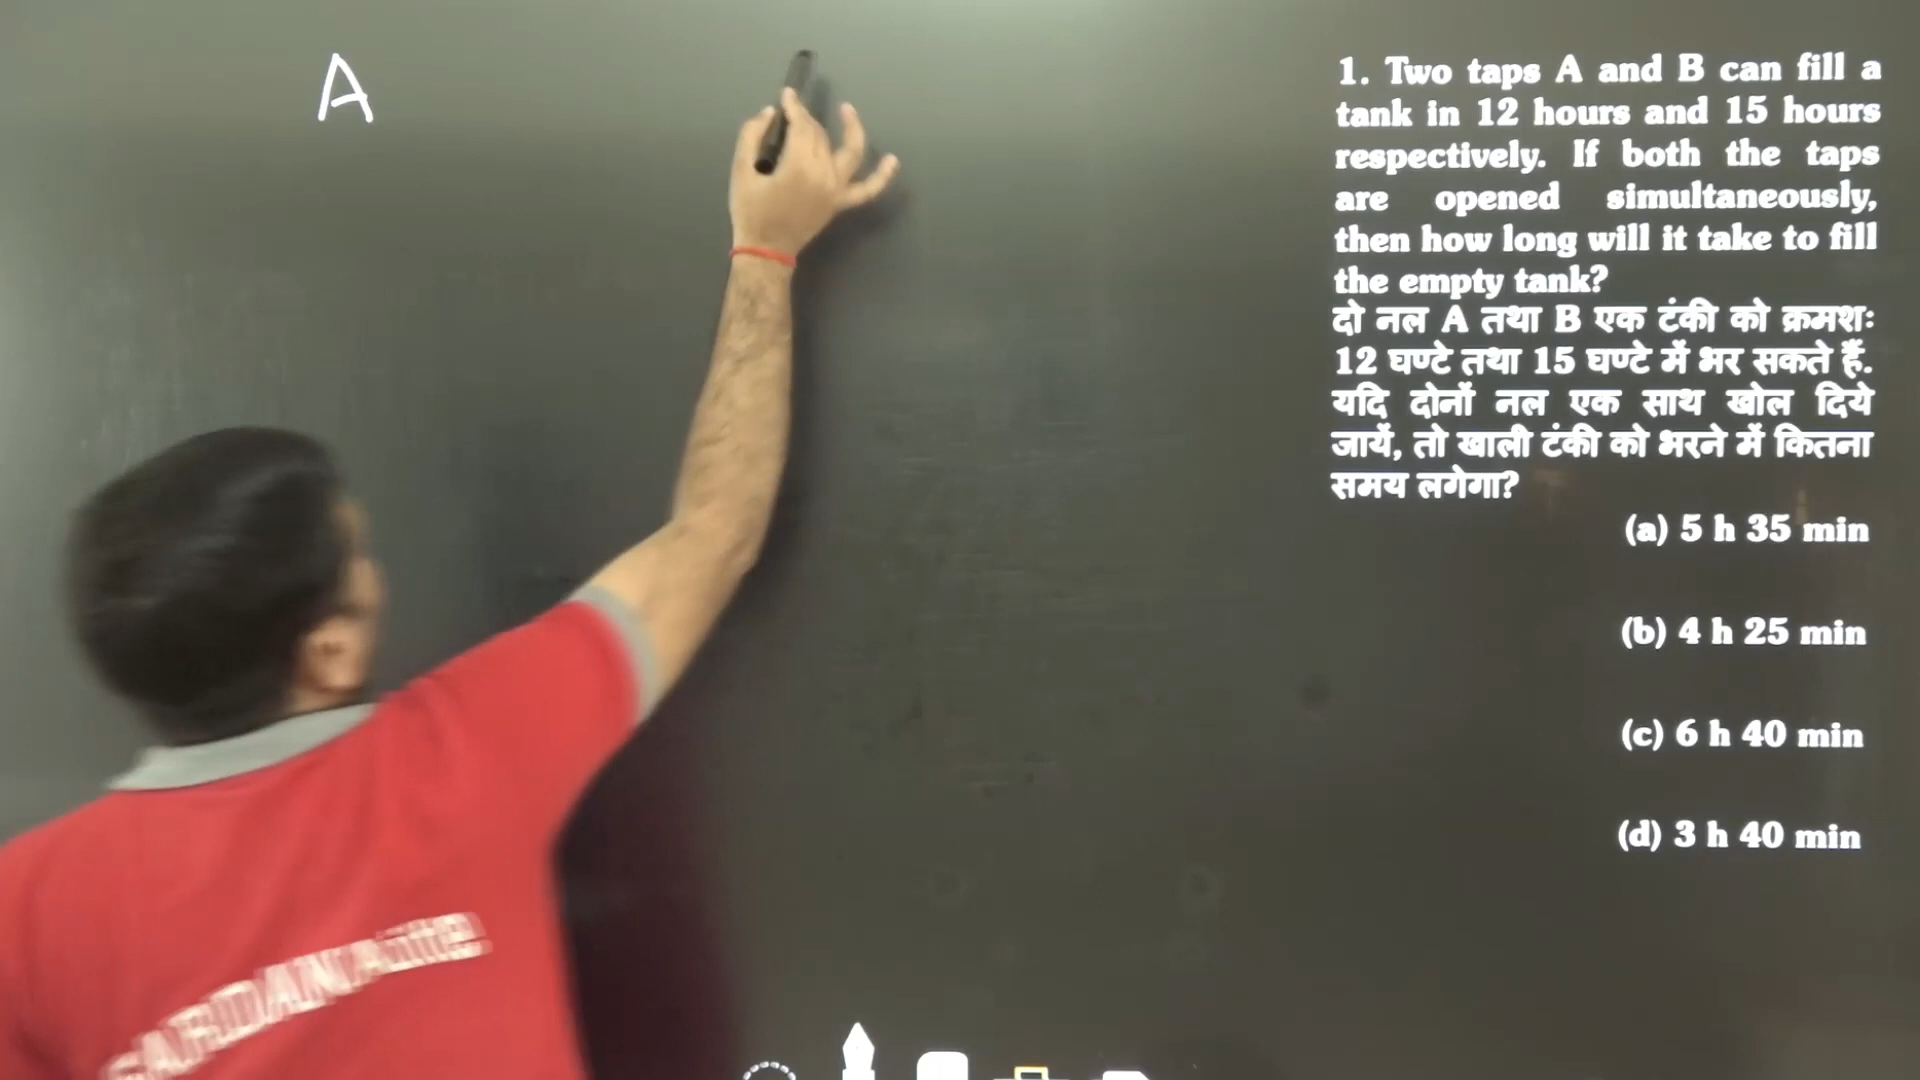 A
1. Two taps A and B can fill a
tank in 12 hours and 15 hours
respectively. If both the taps
are opened simultaneously,
then how long will it take to fill
the empty tank?
दो नल A तथा B एक टंकी को क्रमशः
12 घण्टे तथा 15 घण्टे में भर सकते हैं.
यदि दोनों नल एक साथ खोल दिये
जायें, तो खाली टंकी को भरने में कितना
समय लगेगा?
(a) 5 h 35 min
(b) 4 h 25 min
(c) 6 h 40 min
(d) 3 h 40 min